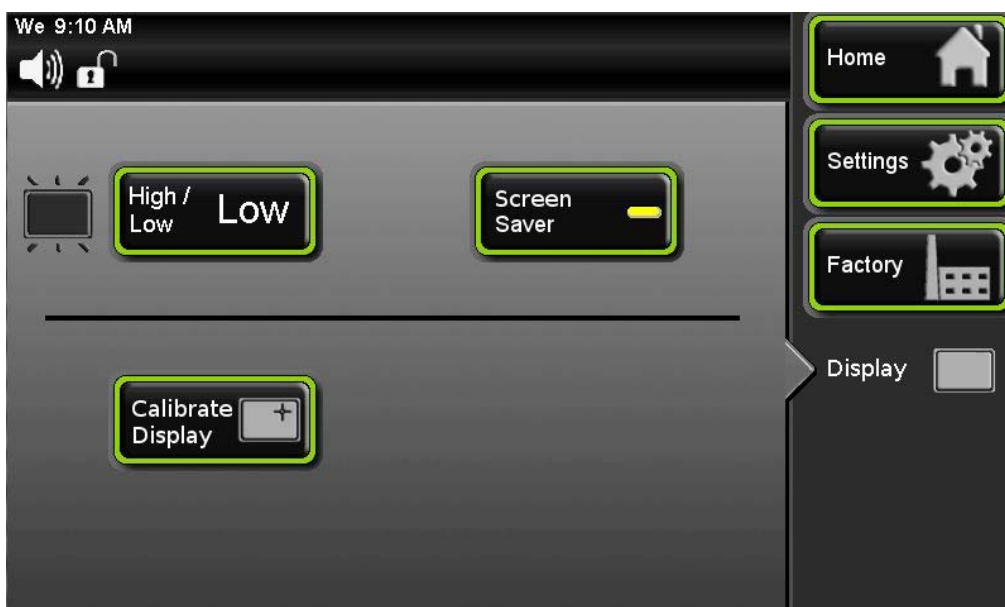 We 9:10 AM
Home
Settings
High /
Low
Low
Screen
Saver
Factory
Display
Calibrate
Display